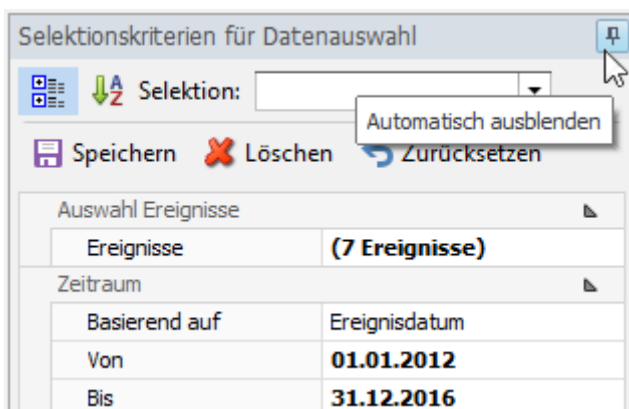 Selektionskriterien für Datenauswahl
Selektion:
Automatisch ausblenden
Speichern Löschen Zurücksetzen
Auswahl Ereignisse
Ereignisse (7 Ereignisse)
Zeitraum
Basierend auf Ereignisdatum
Von 01.01.2012
Bis 31.12.2016